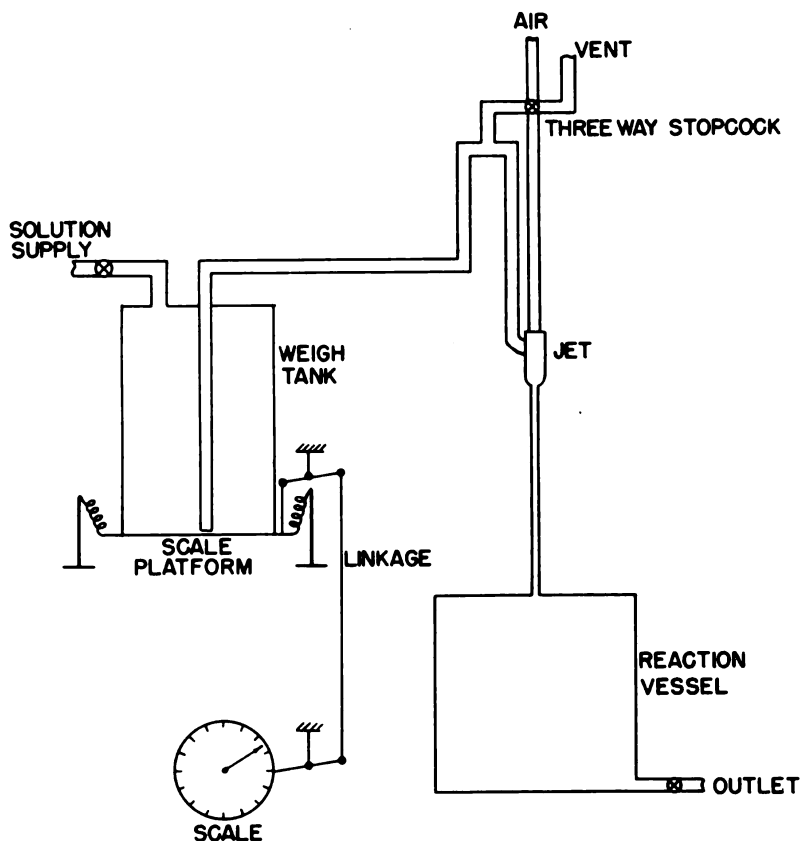 AIR
VENT
THREE WAY STOPCOCK
SOLUTION
SUPPLY
WEIGH
TANK
JET
SCALE
PLATFORM
LINKAGE
REACTION
VESSEL
OUTLET
SCALE